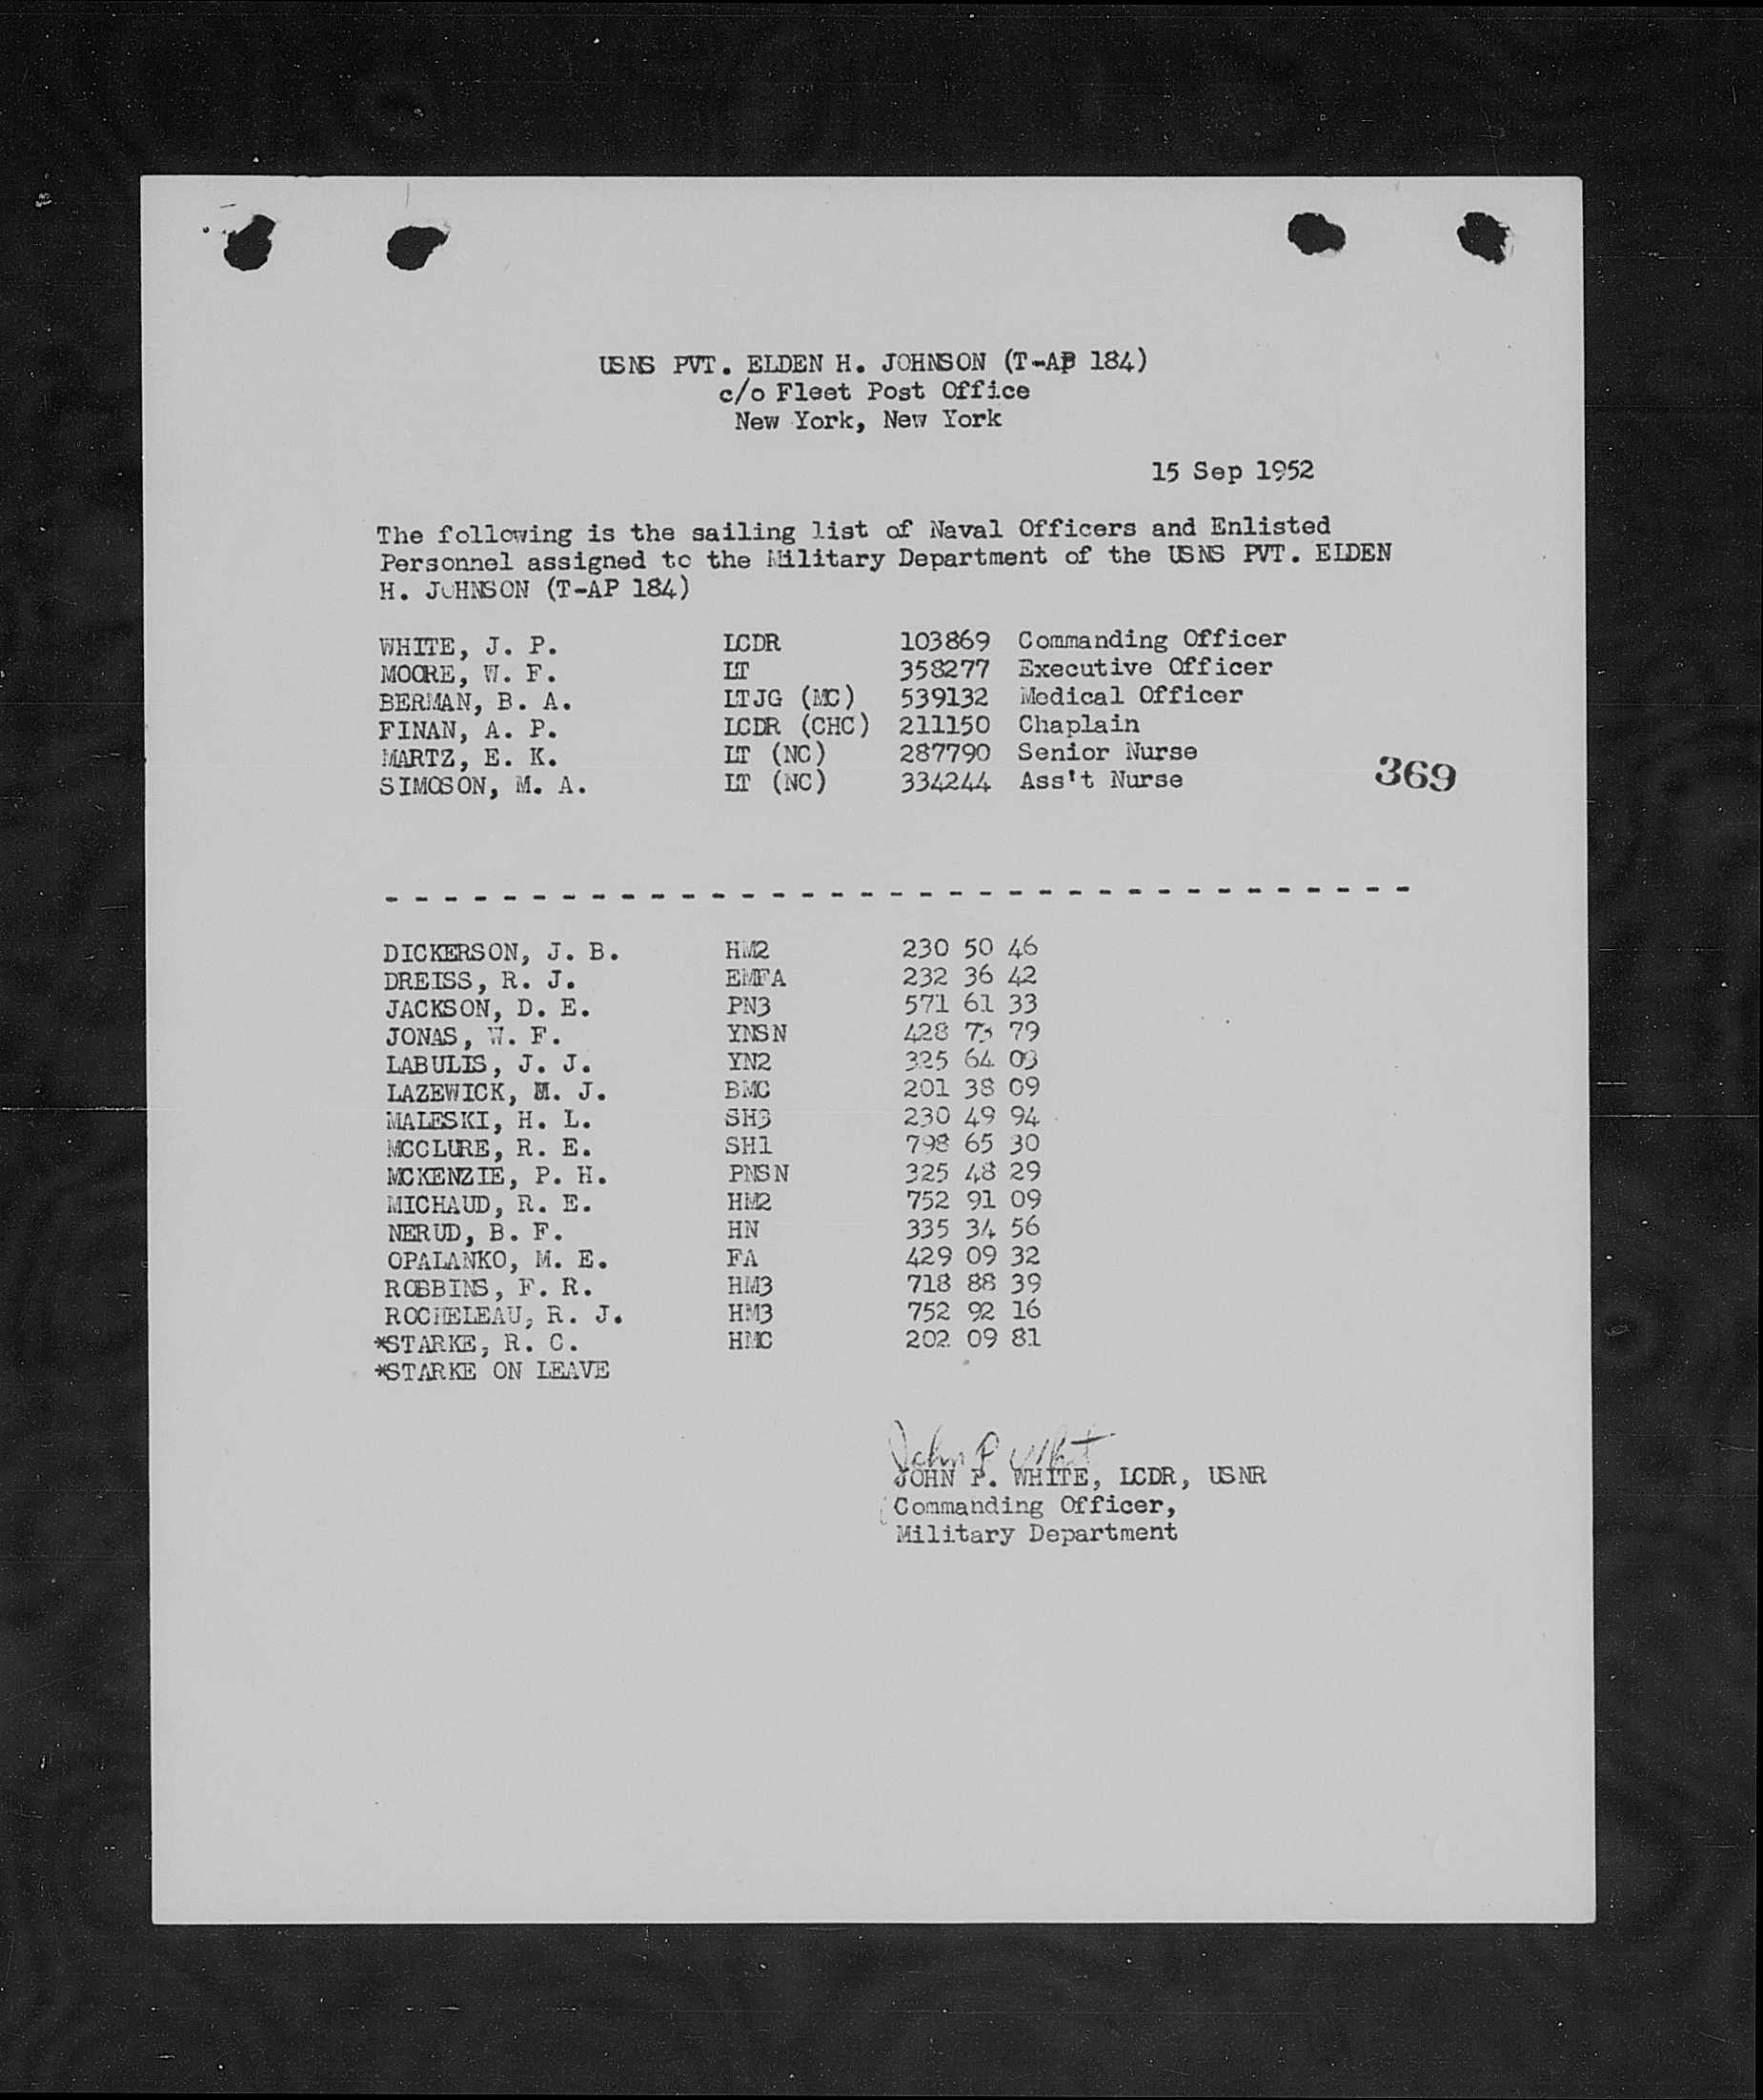 USNS PVT. ELDEN H. JOHNSON (T-AP 184)
c/o Fleet Post Office
New York, New York
15 Sep 1952
The following is the sailing list of Naval Officers and Enlisted
Personnel assigned to the Military Department of the USNS PVT. ELDEN
H. JOHNSON (T-AP 184)
WHITE, J. P. LCDR 103869 Commanding Officer
MOORE, W. F. LT 358277 Executive Officer
BERMAN, B. A. LTJG (MC) 539132 Medical Officer
FINAN, A. P. LCDR (CHC) 211150 Chaplain
MARTZ, E. K. LT (NC) 287790 Senior Nurse
SIMOSON, M. A. LT (NC) 334244 Ass't Nurse
369
- - - - - - - - - - - - - - - - - - - - - - - - - - - - - - - - - - -
DICKERSON, J. B. HM2 230 50 46
DREISS, R. J. EMFA 232 36 42
JACKSON, D. E. PN3 571 61 33
JONAS, W. F. YNSN 428 73 79
LABULIS, J. J. YN2 325 64 03
LAZEWICK, M. J. BMC 201 38 09
MALESKI, H. L. SH3 230 49 94
MCCLURE, R. E. SH1 798 65 30
MCKENZIE, P. H. PNSN 325 48 29
MICHAUD, R. E. HM2 752 91 09
NERUD, B. F. HN 335 34 56
OPALANKO, M. E. FA 429 09 32
ROBBINS, F. R. HM3 718 88 39
ROCHELEAU, R. J. HM3 752 92 16
*STARKE, R. C. HMC 202 09 81
*STARKE ON LEAVE
John P White
JOHN P. WHITE, LCDR, USNR
Commanding Officer,
Military Department